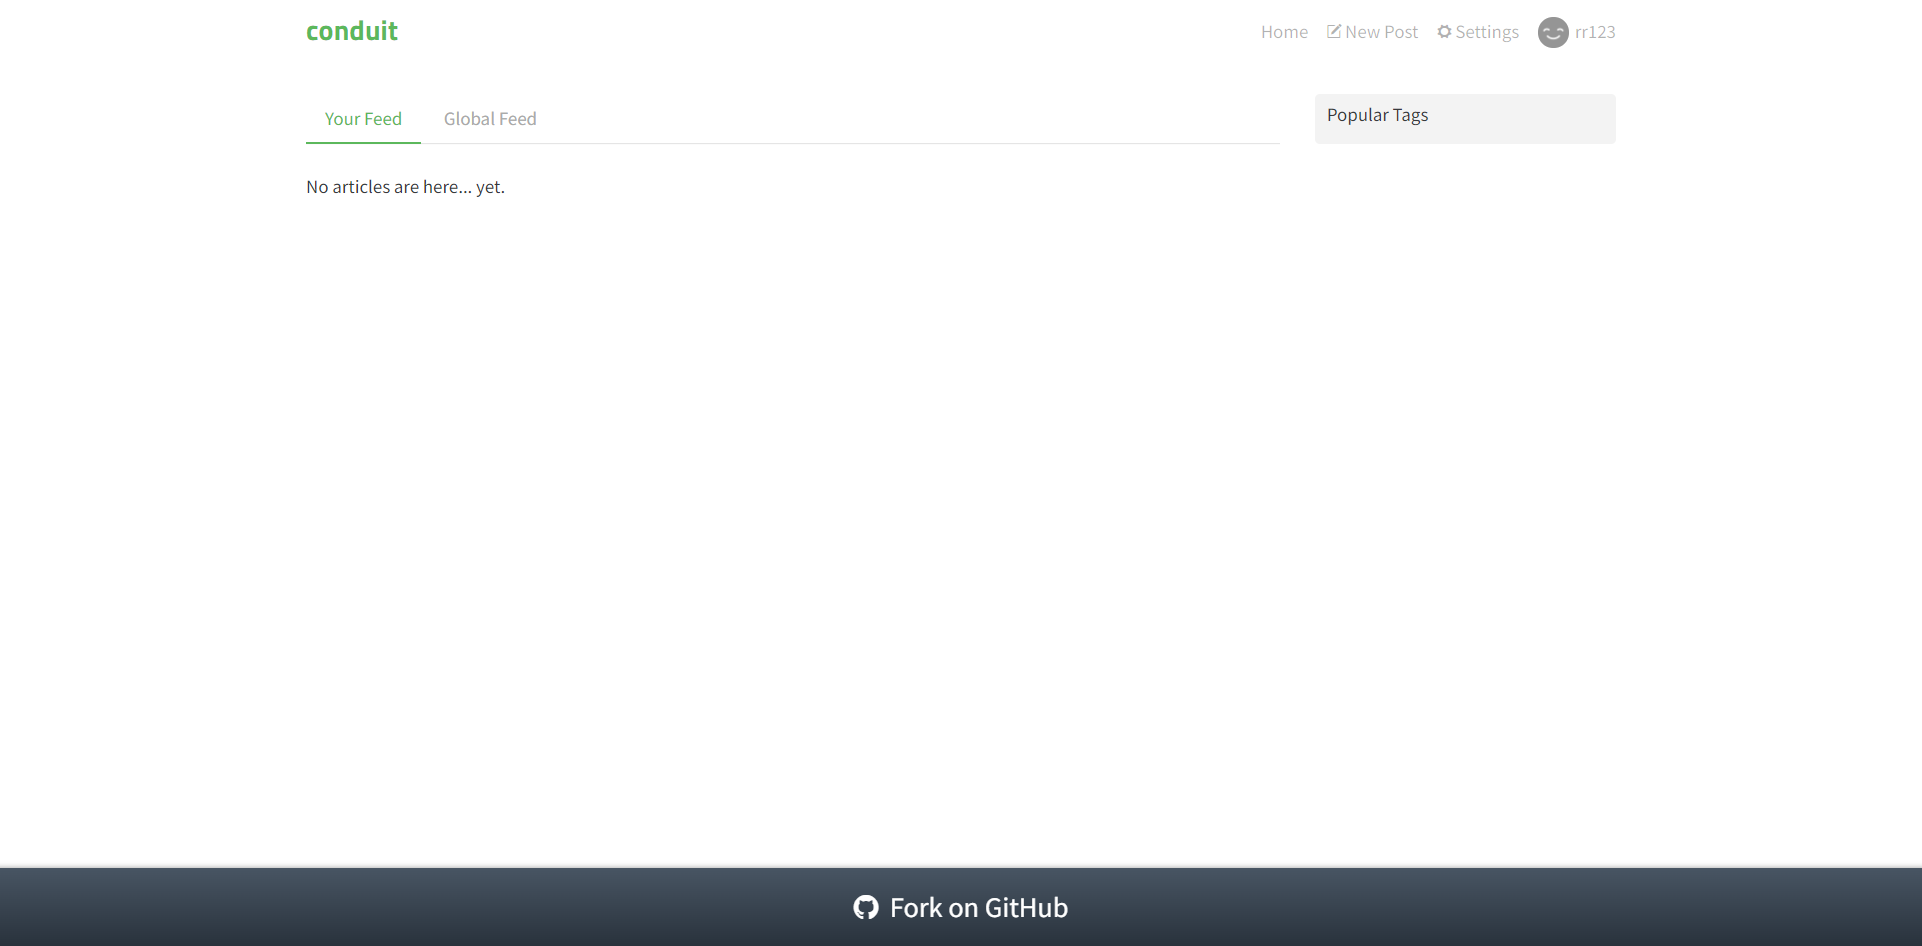 conduit
Home New Post Settings rr123
Your Feed Global Feed
Popular Tags
No articles are here... yet.
Fork on GitHub